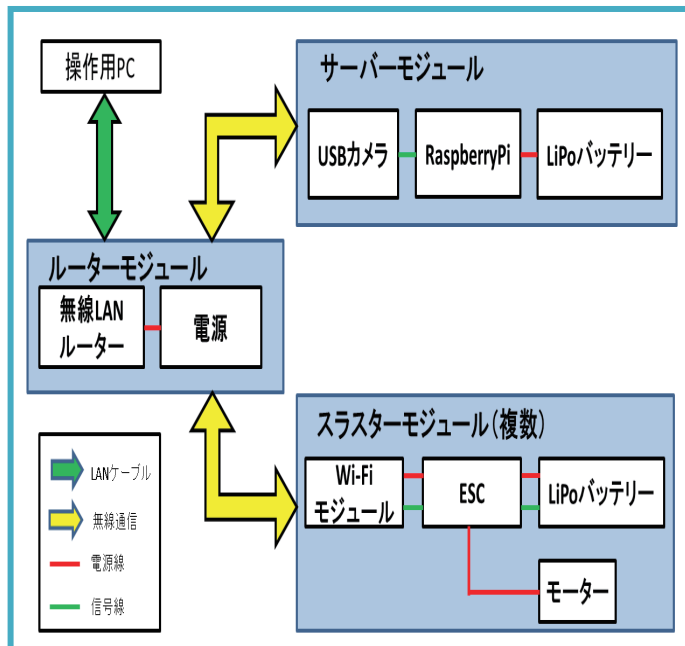 操作用PC
サーバーモジュール
USBカメラ
RaspberryPi
LiPoバッテリー
ルーターモジュール
無線LAN
ルーター
電源
スラスターモジュール(複数)
Wi-Fi
モジュール
ESC
LiPoバッテリー
モーター
LANケーブル
無線通信
電源線
信号線